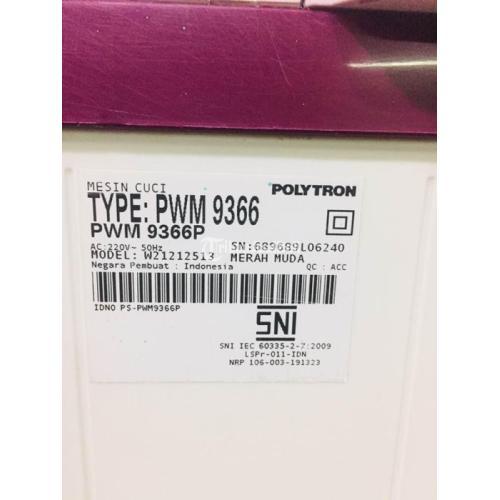 MESIN CUCI
POLYTRON
TYPE: PWM 9366
PWM 9366P
AC:220V~ 50Hz
SN:689689L06240
MODEL: W21212513 MERAH MUDA
Negara Pembuat : Indonesia QC : ACC
IDNO PS-PWM9366P
SNI
SNI IEC 60335-2-7:2009
LSPr-011-IDN
NRP 106-003-191323